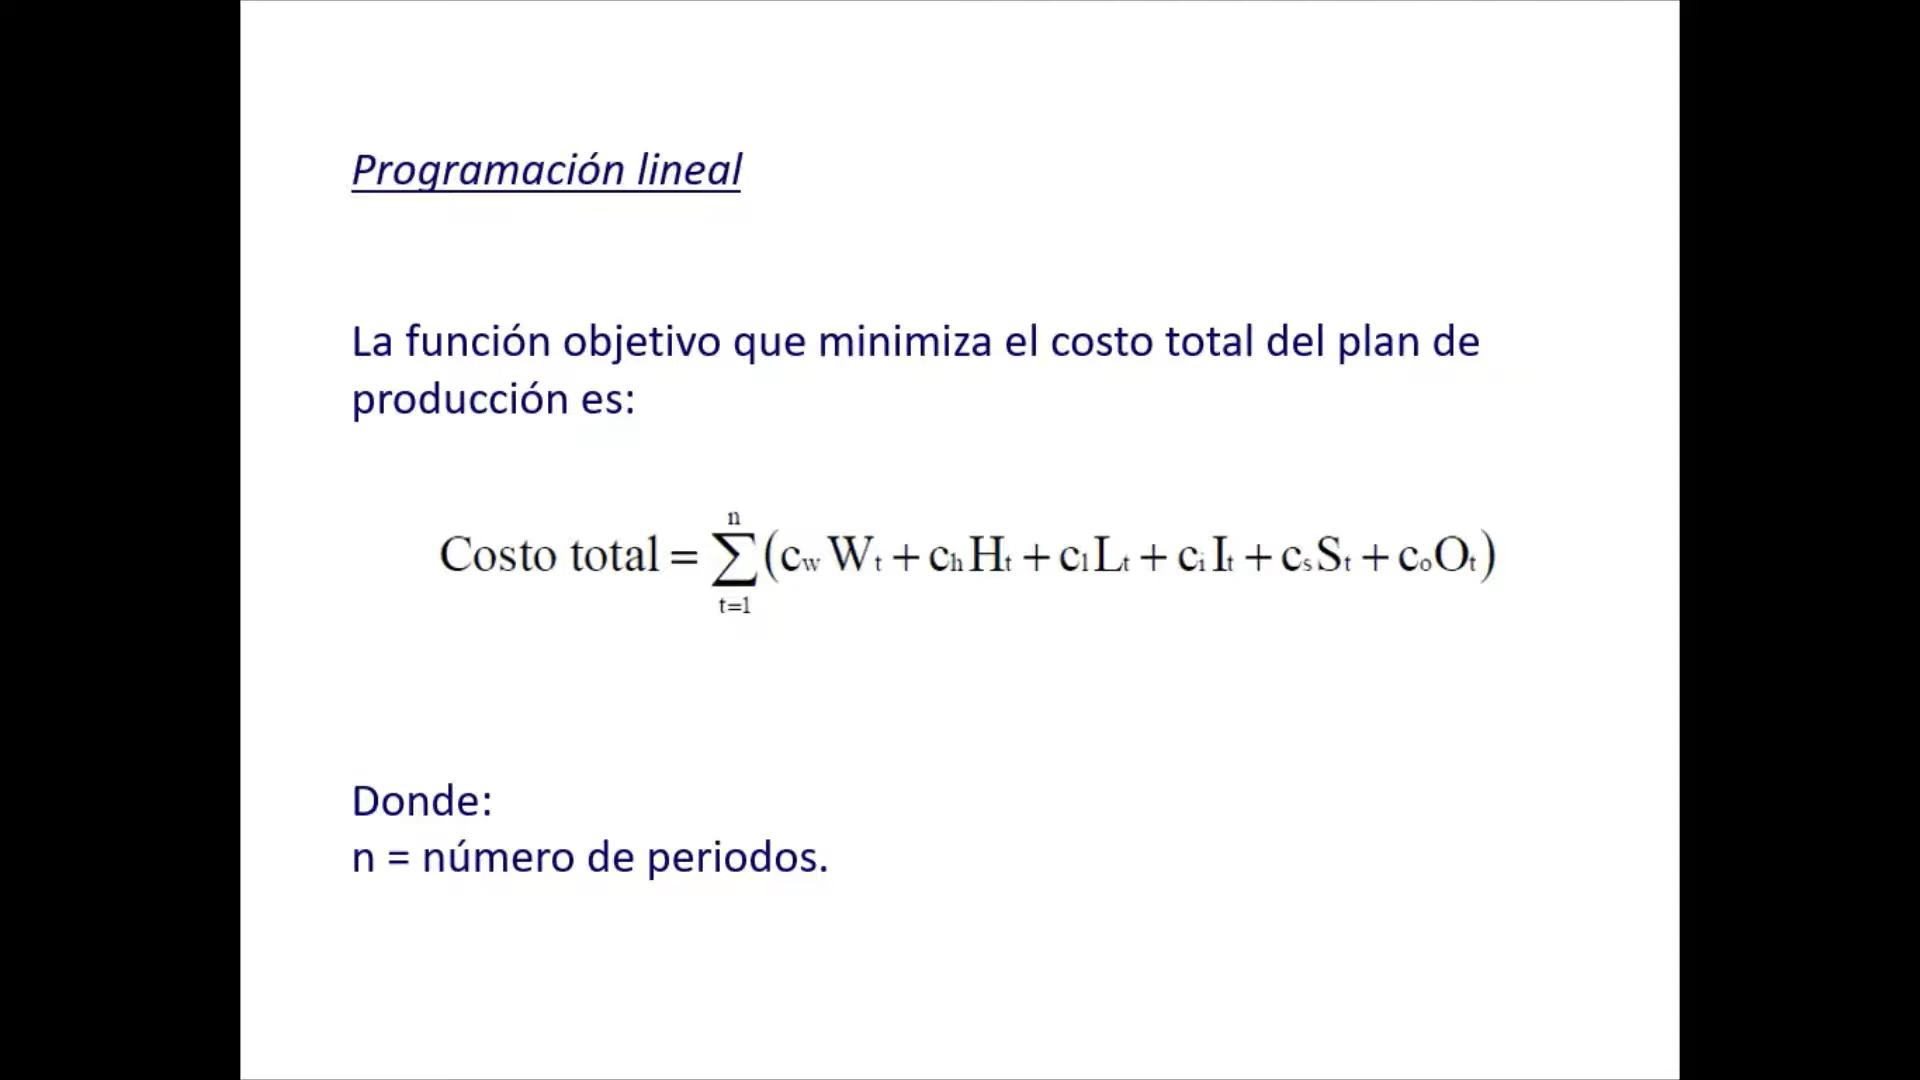 Programación lineal
La función objetivo que minimiza el costo total del plan de
producción es:
Costo total = \sum_{t=1}^{n} (c_w W_t + c_h H_t + c_l L_t + c_i I_t + c_s S_t + c_o O_t)
Donde:
n = número de periodos.